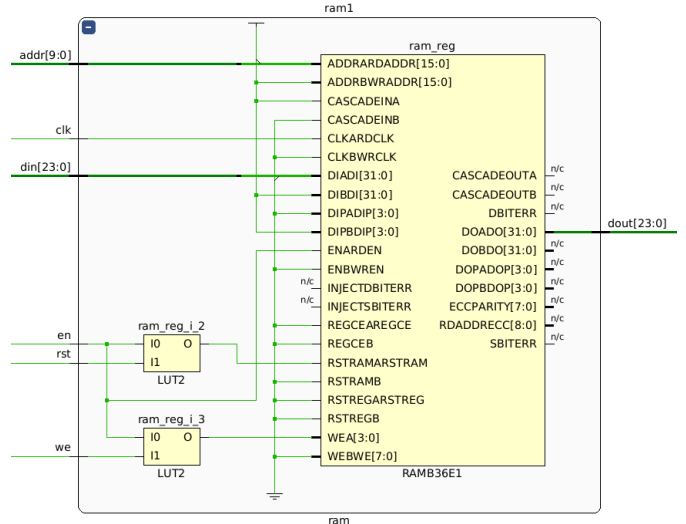 ram1
ram_reg
addr[9:0]
ADDRARDADDR[15:0]
ADDRBWRADDR[15:0]
CASCADEINA
CASCADEINB
clk
CLKARDCLK
CLKBWRCLK
din[23:0]
DIADI[31:0]
CASCADEOUTA
n/c
DIBDI[31:0]
CASCADEOUTB
n/c
DIPADIP[3:0]
DBITERR
n/c
DIPBDIP[3:0]
DOADO[31:0]
dout[23:0]
ENARDEN
DOBDO[31:0]
n/c
ENBWREN
DOPADOP[3:0]
n/c
n/c
INJECTDBITERR
DOPBDOP[3:0]
n/c
n/c
INJECTSBITERR
ECCPARITY[7:0]
n/c
REGCEAREGCE
RDADDRECC[8:0]
n/c
REGCEB
SBITERR
n/c
ram_reg_i_2
en
I0
O
rst
I1
LUT2
RSTRAMARSTRAM
RSTRAMB
RSTREGARSTREG
RSTREGB
ram_reg_i_3
I0
O
we
I1
LUT2
WEA[3:0]
WEBWE[7:0]
RAMB36E1
ram